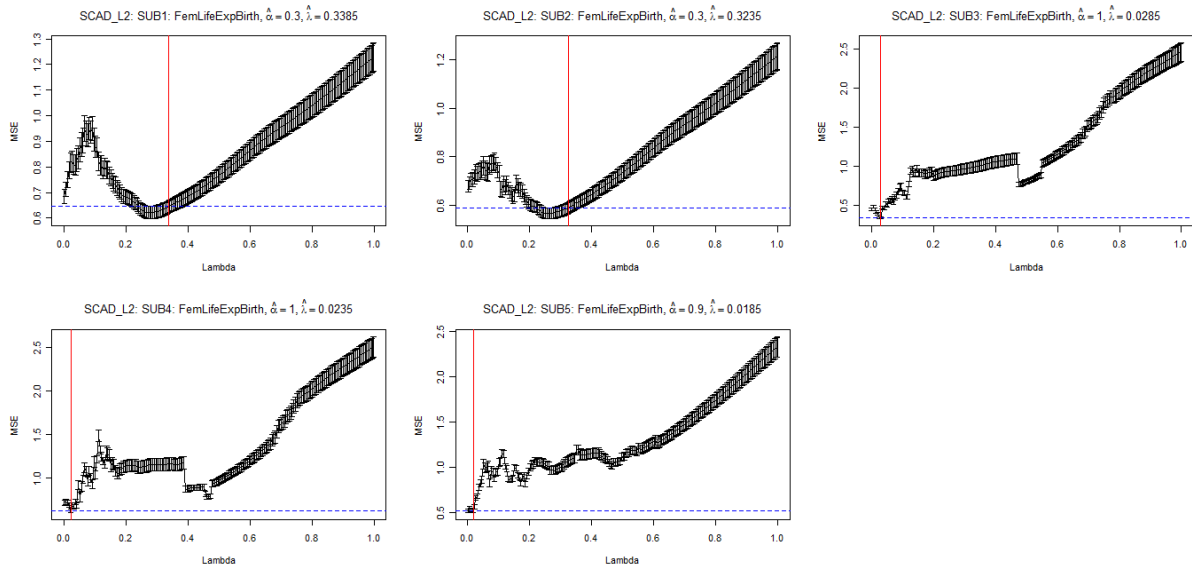 SCAD_L2: SUB1: FemLifeExpBirth, α̂ = 0.3, λ̂ = 0.3385
MSE
1.3
1.2
1.1
1.0
0.9
0.8
0.7
0.6
0.0 0.2 0.4 0.6 0.8 1.0
Lambda
SCAD_L2: SUB2: FemLifeExpBirth, α̂ = 0.3, λ̂ = 0.3235
MSE
1.2
1.0
0.8
0.6
0.0 0.2 0.4 0.6 0.8 1.0
Lambda
SCAD_L2: SUB3: FemLifeExpBirth, α̂ = 1, λ̂ = 0.0285
MSE
2.5
2.0
1.5
1.0
0.5
0.0 0.2 0.4 0.6 0.8 1.0
Lambda
SCAD_L2: SUB4: FemLifeExpBirth, α̂ = 1, λ̂ = 0.0235
MSE
2.5
2.0
1.5
1.0
0.0 0.2 0.4 0.6 0.8 1.0
Lambda
SCAD_L2: SUB5: FemLifeExpBirth, α̂ = 0.9, λ̂ = 0.0185
MSE
2.5
2.0
1.5
1.0
0.5
0.0 0.2 0.4 0.6 0.8 1.0
Lambda